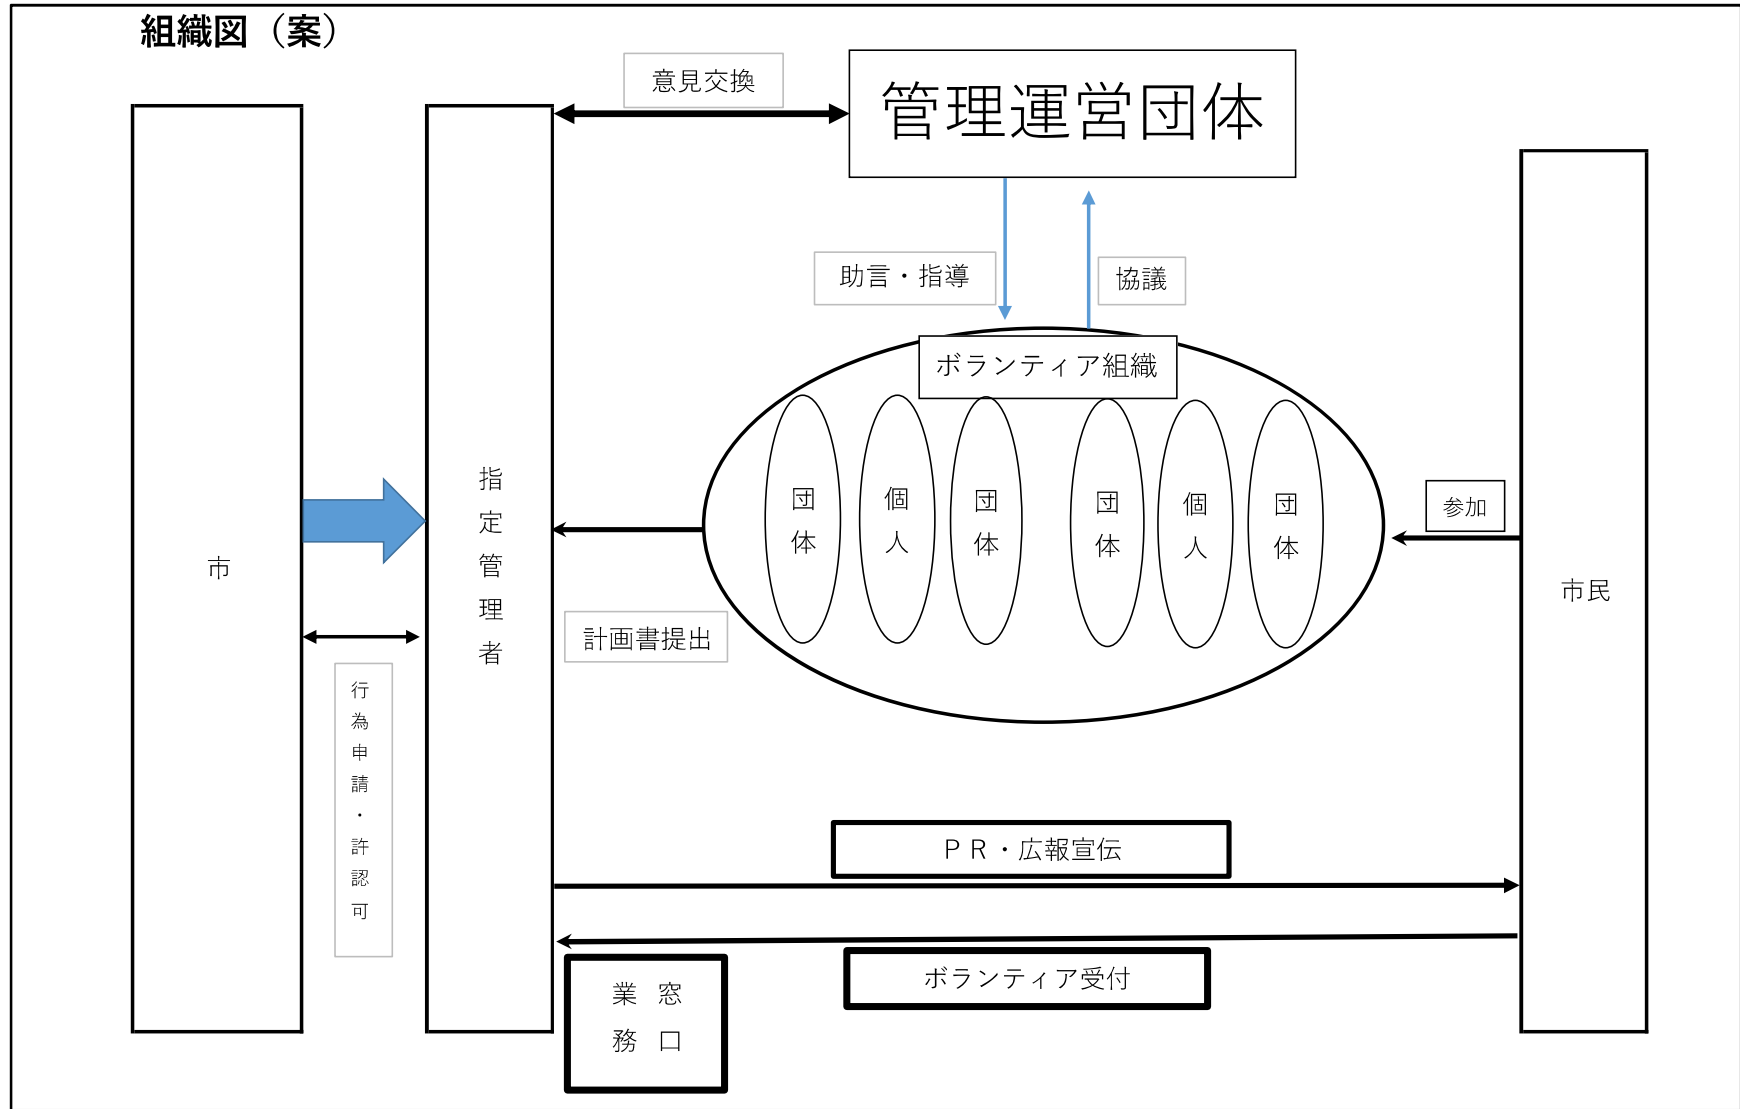 組織図（案）
意見交換
管理運営団体
助言・指導
協議
ボランティア組織
団体
個人
団体
団体
個人
団体
市
指定管理者
参加
市民
計画書提出
行為申請・許認可
ＰＲ・広報宣伝
ボランティア受付
業　窓
務　口